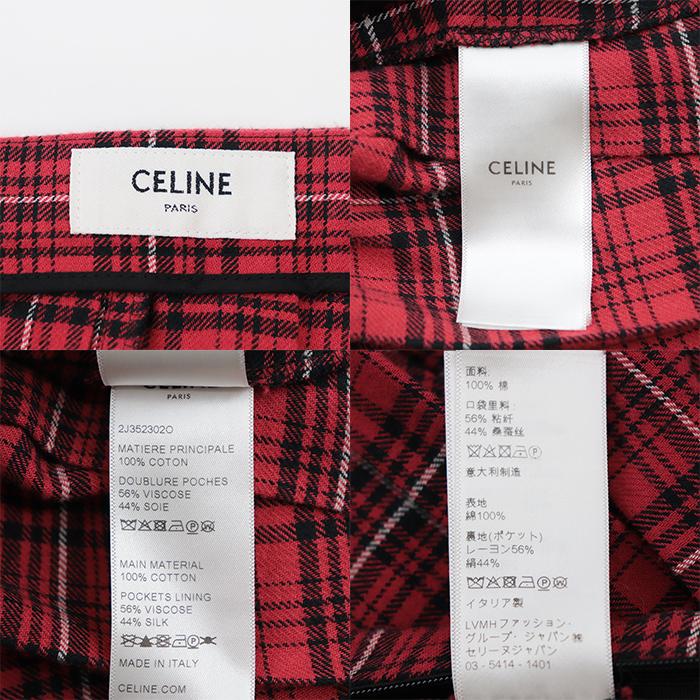 CELINE
PARIS
CELINE
PARIS
CELINE
PARIS
2J352302O
MATIERE PRINCIPALE
100% COTON
DOUBLURE POCHES
56% VISCOSE
44% SOIE
MAIN MATERIAL
100% COTTON
POCKETS LINING
56% VISCOSE
44% SILK
MADE IN ITALY
CELINE.COM
面料:
100% 棉
口袋里料:
56% 粘纤
44% 桑蚕丝
意大利制造
表地
綿100%
裏地(ポケット)
レーヨン56%
絹44%
イタリア製
LVMHファッション・
グループ・ジャパン㈱
セリーヌジャパン
03-5414-1401